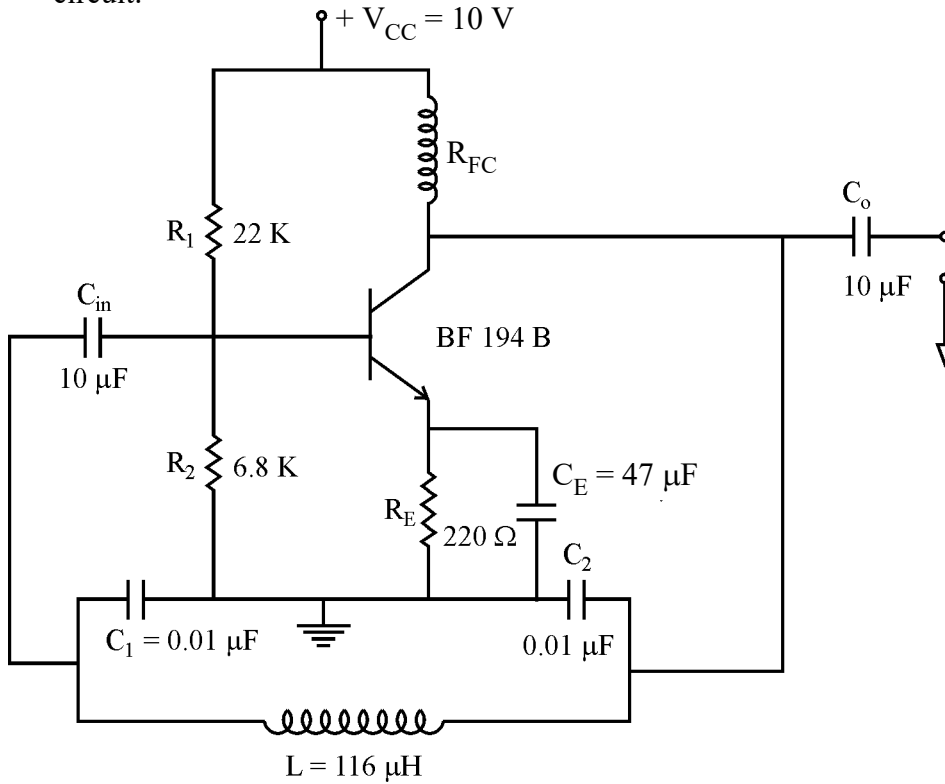 circuit.
+ V_CC = 10 V
R_FC
C_o
R_1 22 K
10 μF
C_in
BF 194 B
10 μF
R_2 6.8 K
C_E = 47 μF
R_E
220 Ω
C_2
C_1 = 0.01 μF
0.01 μF
L = 116 μH